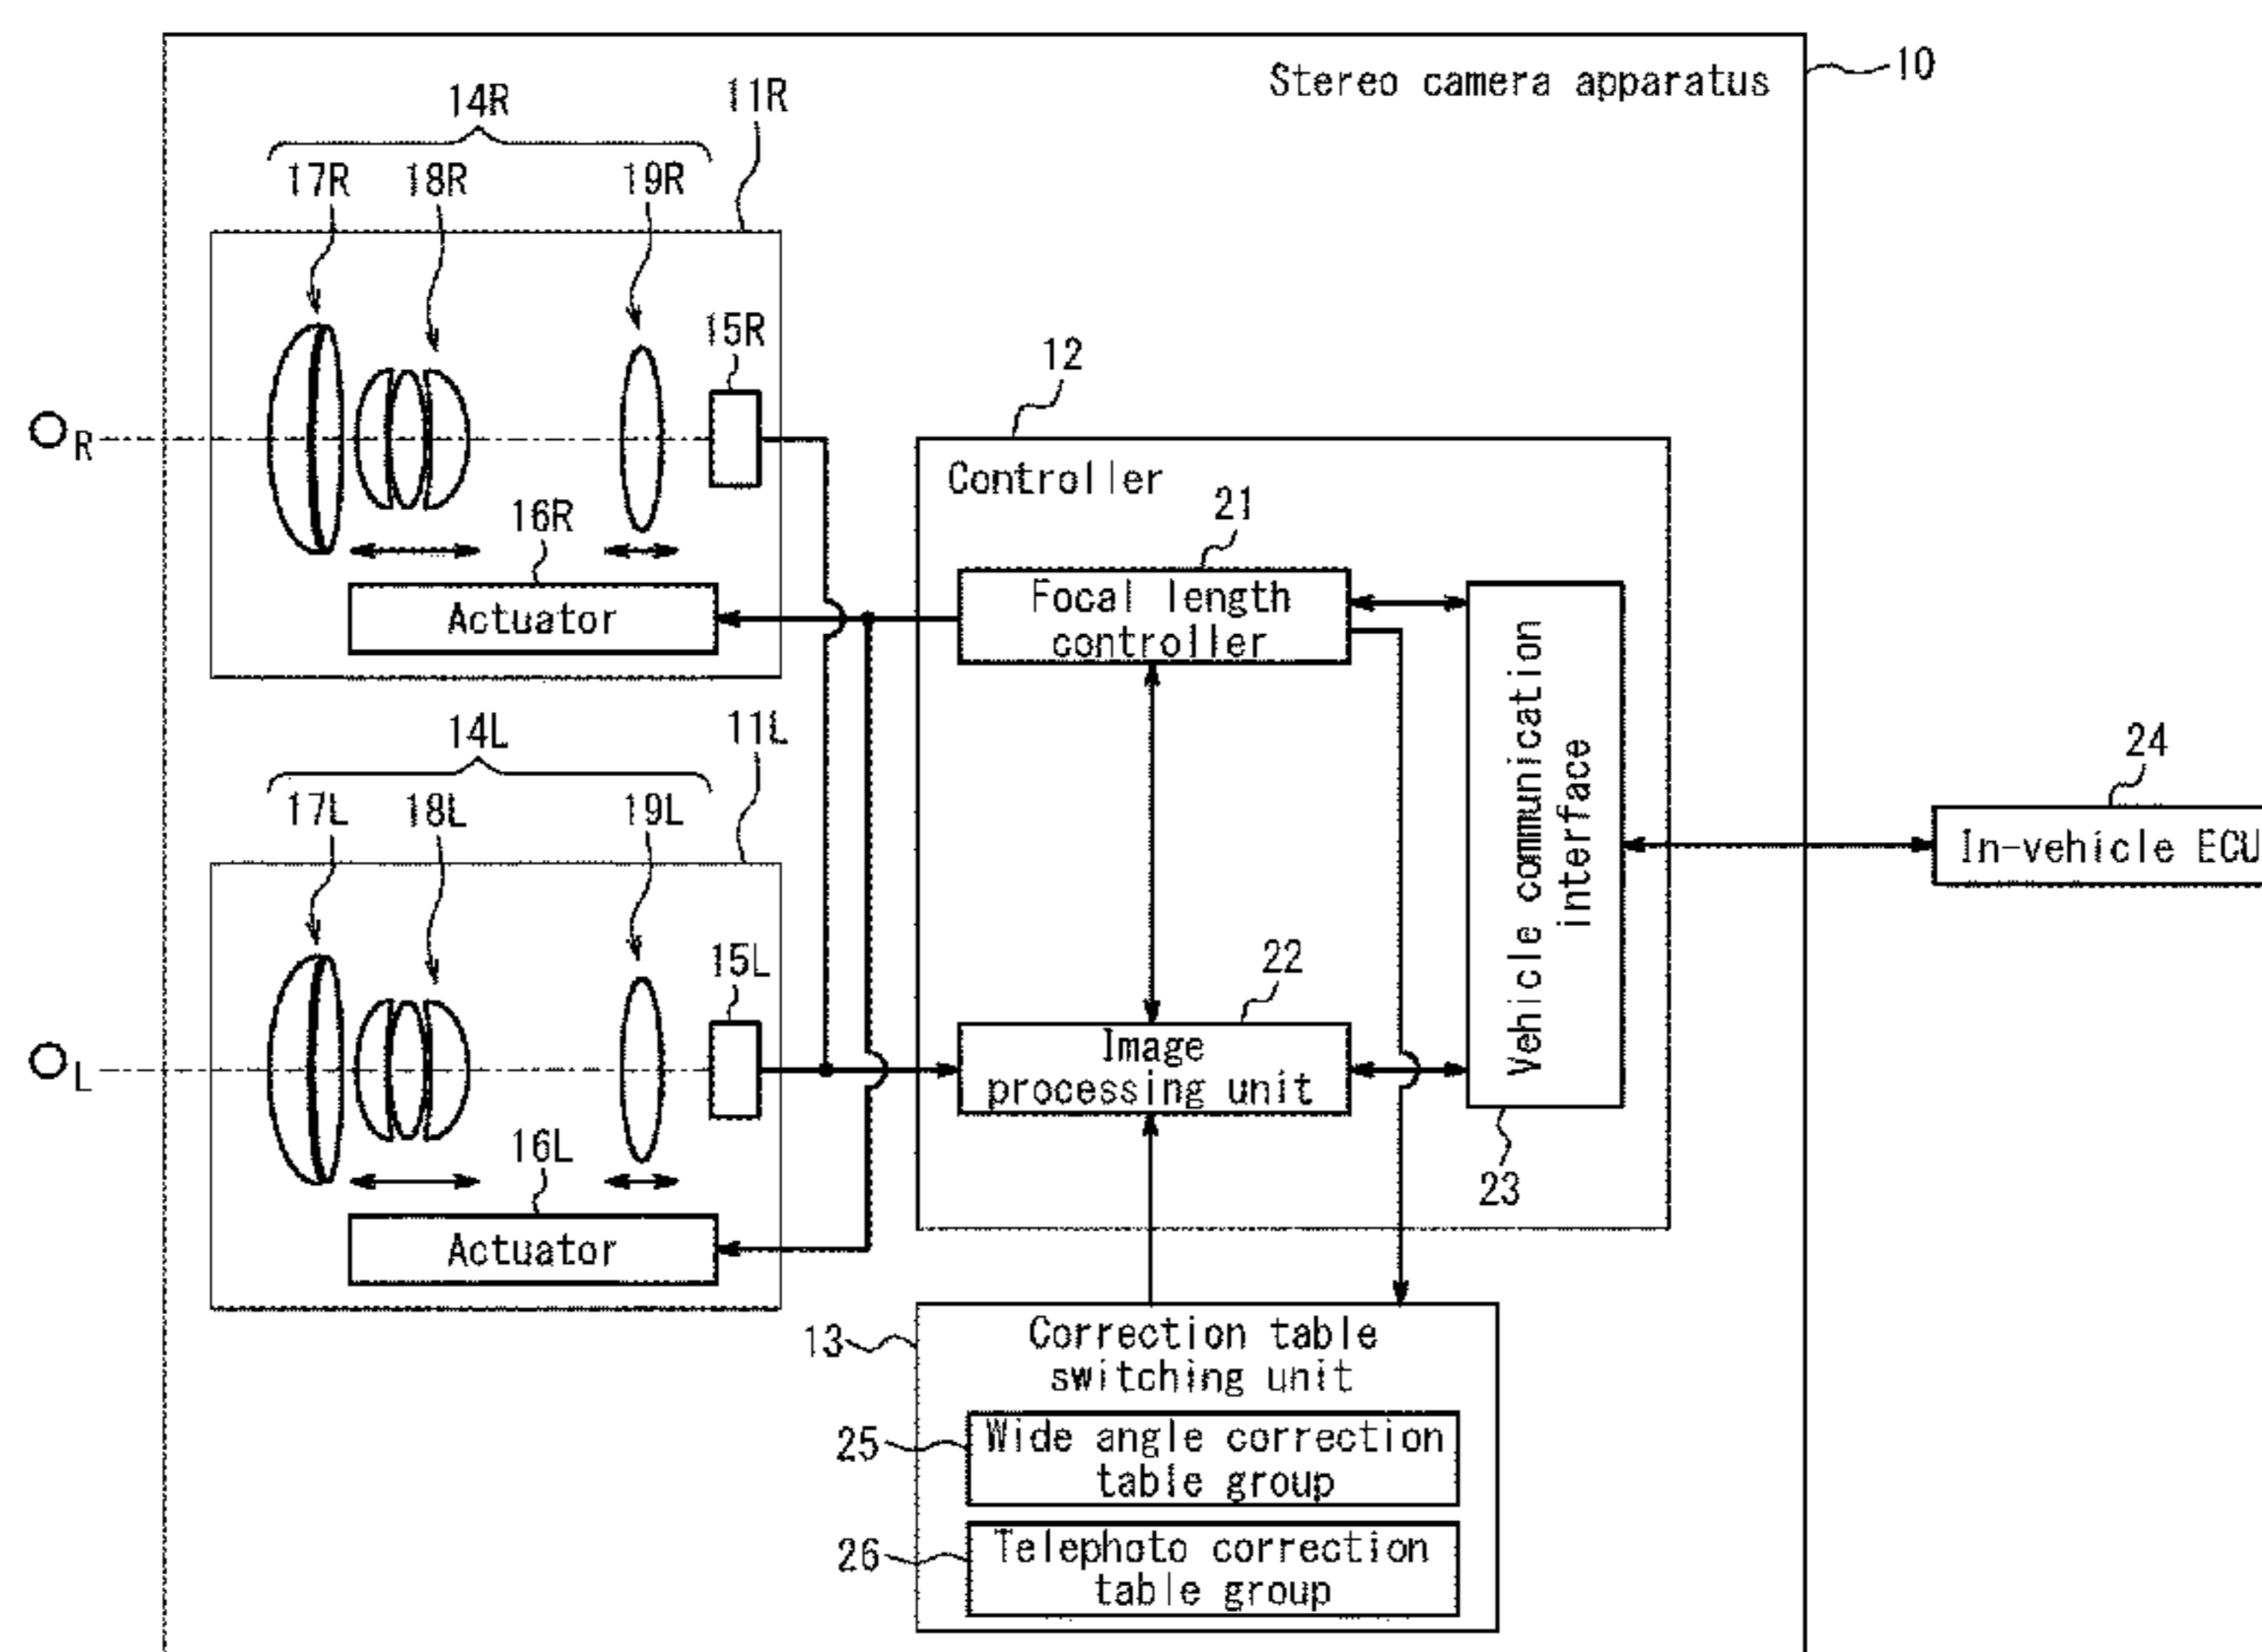 Stereo camera apparatus
10
14R
11R
17R
18R
19R
15R
O R
16R
Actuator
12
Controller
21
Focal length
controller
Vehicle communication
interface
23
24
In-vehicle ECU
14L
11L
17L
18L
19L
15L
O L
16L
Actuator
22
Image
processing unit
13
Correction table
switching unit
25
Wide angle correction
table group
26
Telephoto correction
table group